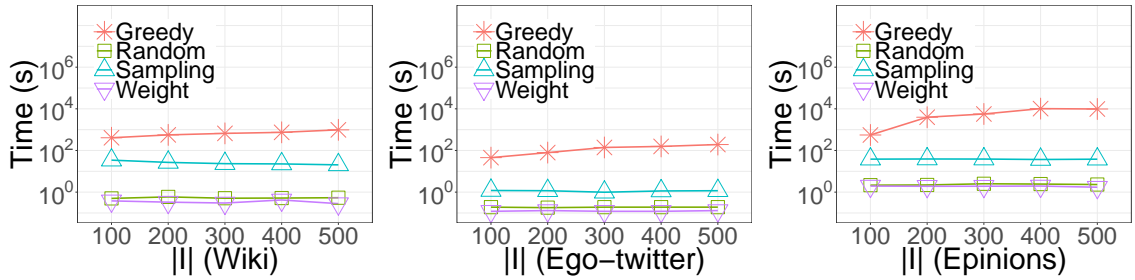 Time (s)
10^6
10^4
10^2
10^0
Greedy
Random
Sampling
Weight
100 200 300 400 500
|I| (Wiki)
Time (s)
10^6
10^4
10^2
10^0
Greedy
Random
Sampling
Weight
100 200 300 400 500
|I| (Ego−twitter)
Time (s)
10^6
10^4
10^2
10^0
Greedy
Random
Sampling
Weight
100 200 300 400 500
|I| (Epinions)